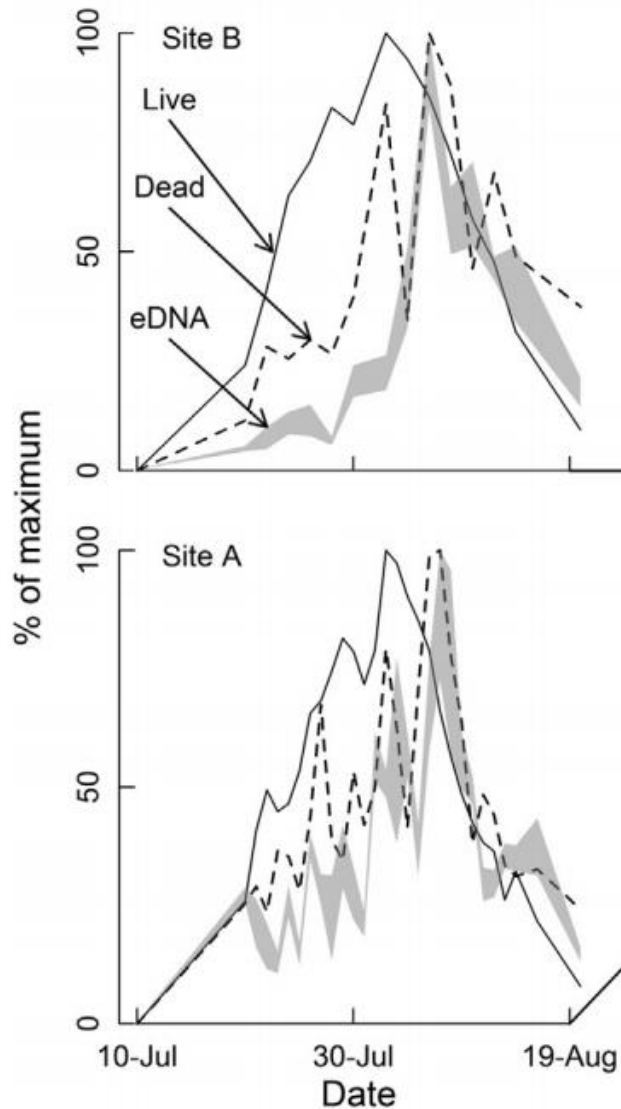 100
Site B
Live
Dead
50
eDNA
0
% of maximum
100
Site A
50
0
10-Jul
30-Jul
19-Aug
Date